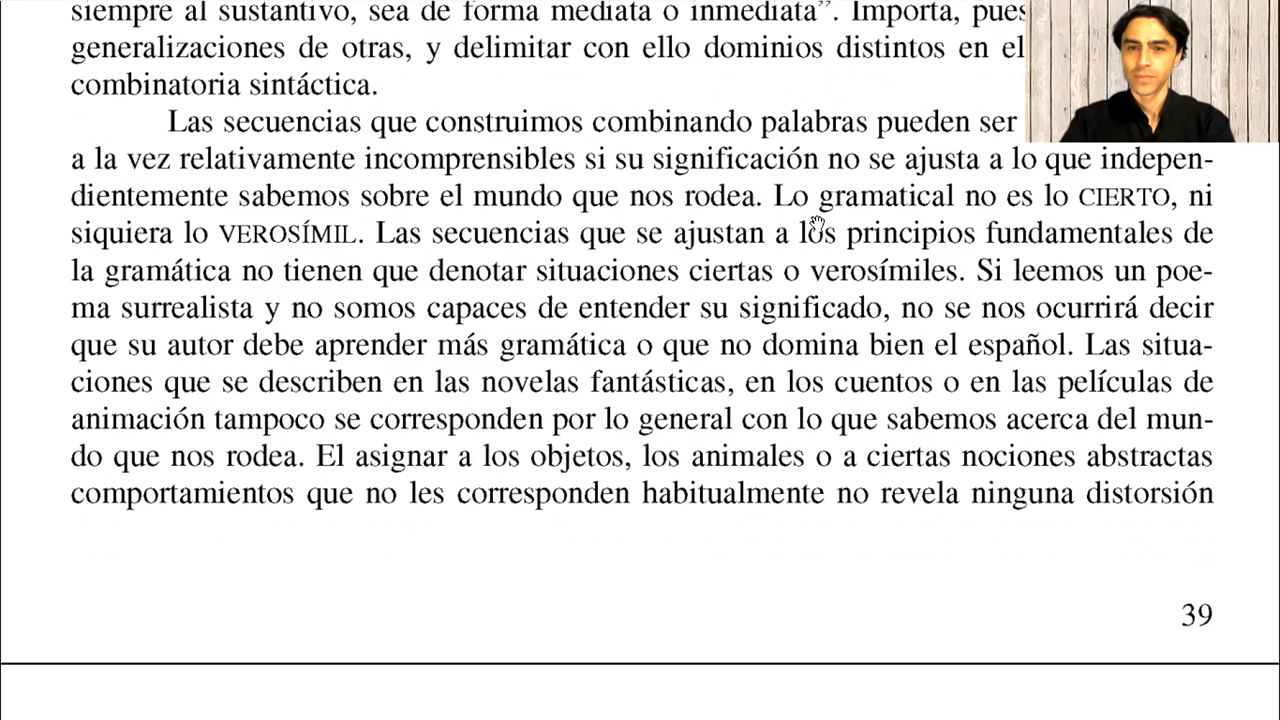 siempre al sustantivo, sea de forma mediata o inmediata”. Importa, pues
generalizaciones de otras, y delimitar con ello dominios distintos en el
combinatoria sintáctica.
Las secuencias que construimos combinando palabras pueden ser
a la vez relativamente incomprensibles si su significación no se ajusta a lo que indepen-
dientemente sabemos sobre el mundo que nos rodea. Lo gramatical no es lo CIERTO, ni
siquiera lo VEROSÍMIL. Las secuencias que se ajustan a los principios fundamentales de
la gramática no tienen que denotar situaciones ciertas o verosímiles. Si leemos un poe-
ma surrealista y no somos capaces de entender su significado, no se nos ocurrirá decir
que su autor debe aprender más gramática o que no domina bien el español. Las situa-
ciones que se describen en las novelas fantásticas, en los cuentos o en las películas de
animación tampoco se corresponden por lo general con lo que sabemos acerca del mun-
do que nos rodea. El asignar a los objetos, los animales o a ciertas nociones abstractas
comportamientos que no les corresponden habitualmente no revela ninguna distorsión
39